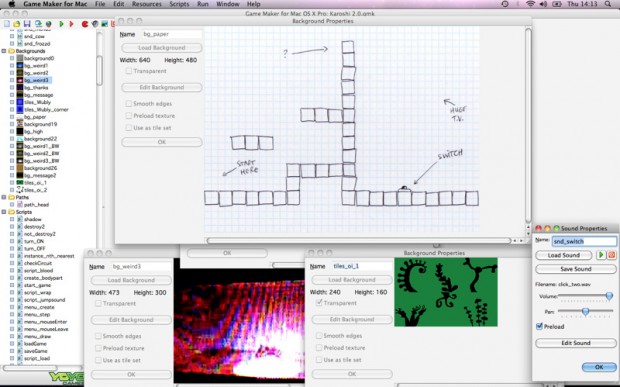 Game Maker for Mac File Edit Resources Scripts Run Window Help Thu 14:13
Game Maker for Mac OS X Pro: Karoshi 2.0.gmk
Background Properties
snd_cow
snd_frozed
Backgrounds
background0
bg_weird1
bg_weird2
bg_weird3
bg_thanks
bg_message
tiles_Wubly
tiles_Wubly_corner
bg_paper
background19
bg_high
background22
bg_weird1_BW
bg_weird2_BW
bg_weird3_BW
background26
bg_message2
tiles_oi_1
tiles_oi_2
Paths
path_head
Scripts
shadow
destroy2
not_destroy2
turn_ON
turn_OFF
instance_nth_nearest
checkCircuit
script_blood
create_bodypart
start_game
script_wrap
script_jumpsound
menu_create
menu_step
menu_mouseEnter
menu_mouseLeave
menu_draw
loadGame
saveGame
script_load
Name bg_paper
Load Background
Width: 640 Height: 480
Transparent
Edit Background
Smooth edges
Preload texture
Use as tile set
OK
?
HUGE
T.V.
START
HERE
SWITCH
OK
Name bg_weird3
Load Background
Width: 473 Height: 300
Transparent
Edit Background
Smooth edges
Preload texture
Use as tile set
Background Properties
Name tiles_oi_1
Load Background
Width: 240 Height: 160
Transparent
Edit Background
Smooth edges
Preload texture
Use as tile set
Sound Properties
Name: snd_switch
Load Sound
Save Sound
Filename: click_two.wav
Volume:
Pan:
Preload
Edit Sound
OK
YOYO
GAMES